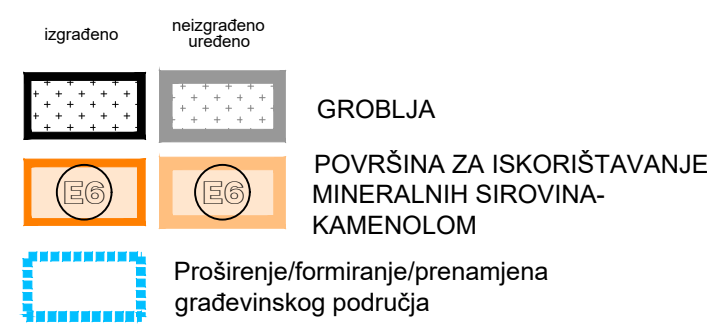 izgrađeno
neizgrađeno
uređeno
GROBLJA
E6 E6
POVRŠINA ZA ISKORIŠTAVANJE
MINERALNIH SIROVINA-
KAMENOLOM
Proširenje/formiranje/prenamjena
građevinskog područja